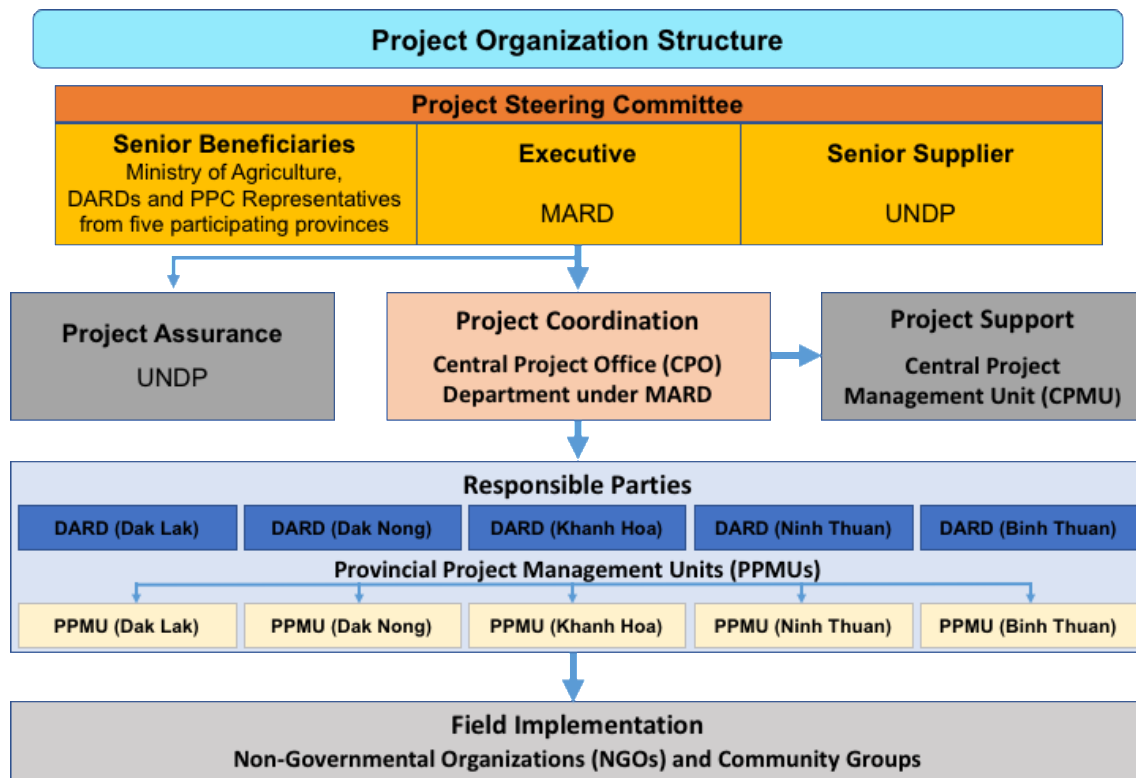 Project Organization Structure
Project Steering Committee
Senior Beneficiaries
Ministry of Agriculture,
DARDs and PPC Representatives
from five participating provinces
Executive
MARD
Senior Supplier
UNDP
Project Assurance
UNDP
Project Coordination
Central Project Office (CPO)
Department under MARD
Project Support
Central Project
Management Unit (CPMU)
Responsible Parties
DARD (Dak Lak)
DARD (Dak Nong)
DARD (Khanh Hoa)
DARD (Ninh Thuan)
DARD (Binh Thuan)
Provincial Project Management Units (PPMUs)
PPMU (Dak Lak)
PPMU (Dak Nong)
PPMU (Khanh Hoa)
PPMU (Ninh Thuan)
PPMU (Binh Thuan)
Field Implementation
Non-Governmental Organizations (NGOs) and Community Groups